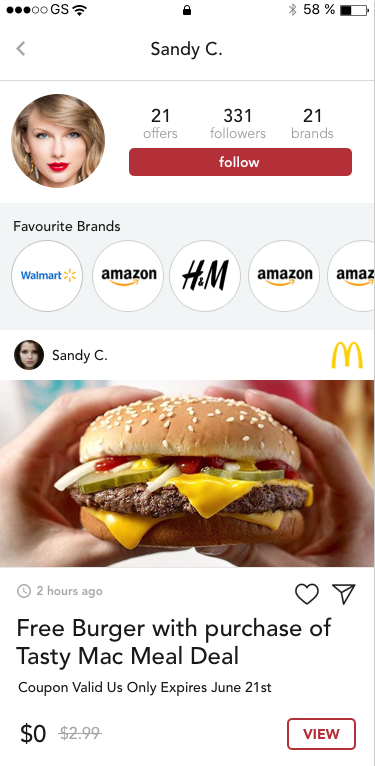 GS 58 %
Sandy C.
21 331 21
offers followers brands
follow
Favourite Brands
Walmart amazon H&M amazon amaz
Sandy C.
2 hours ago
Free Burger with purchase of
Tasty Mac Meal Deal
Coupon Valid Us Only Expires June 21st
$0 $2.99
VIEW